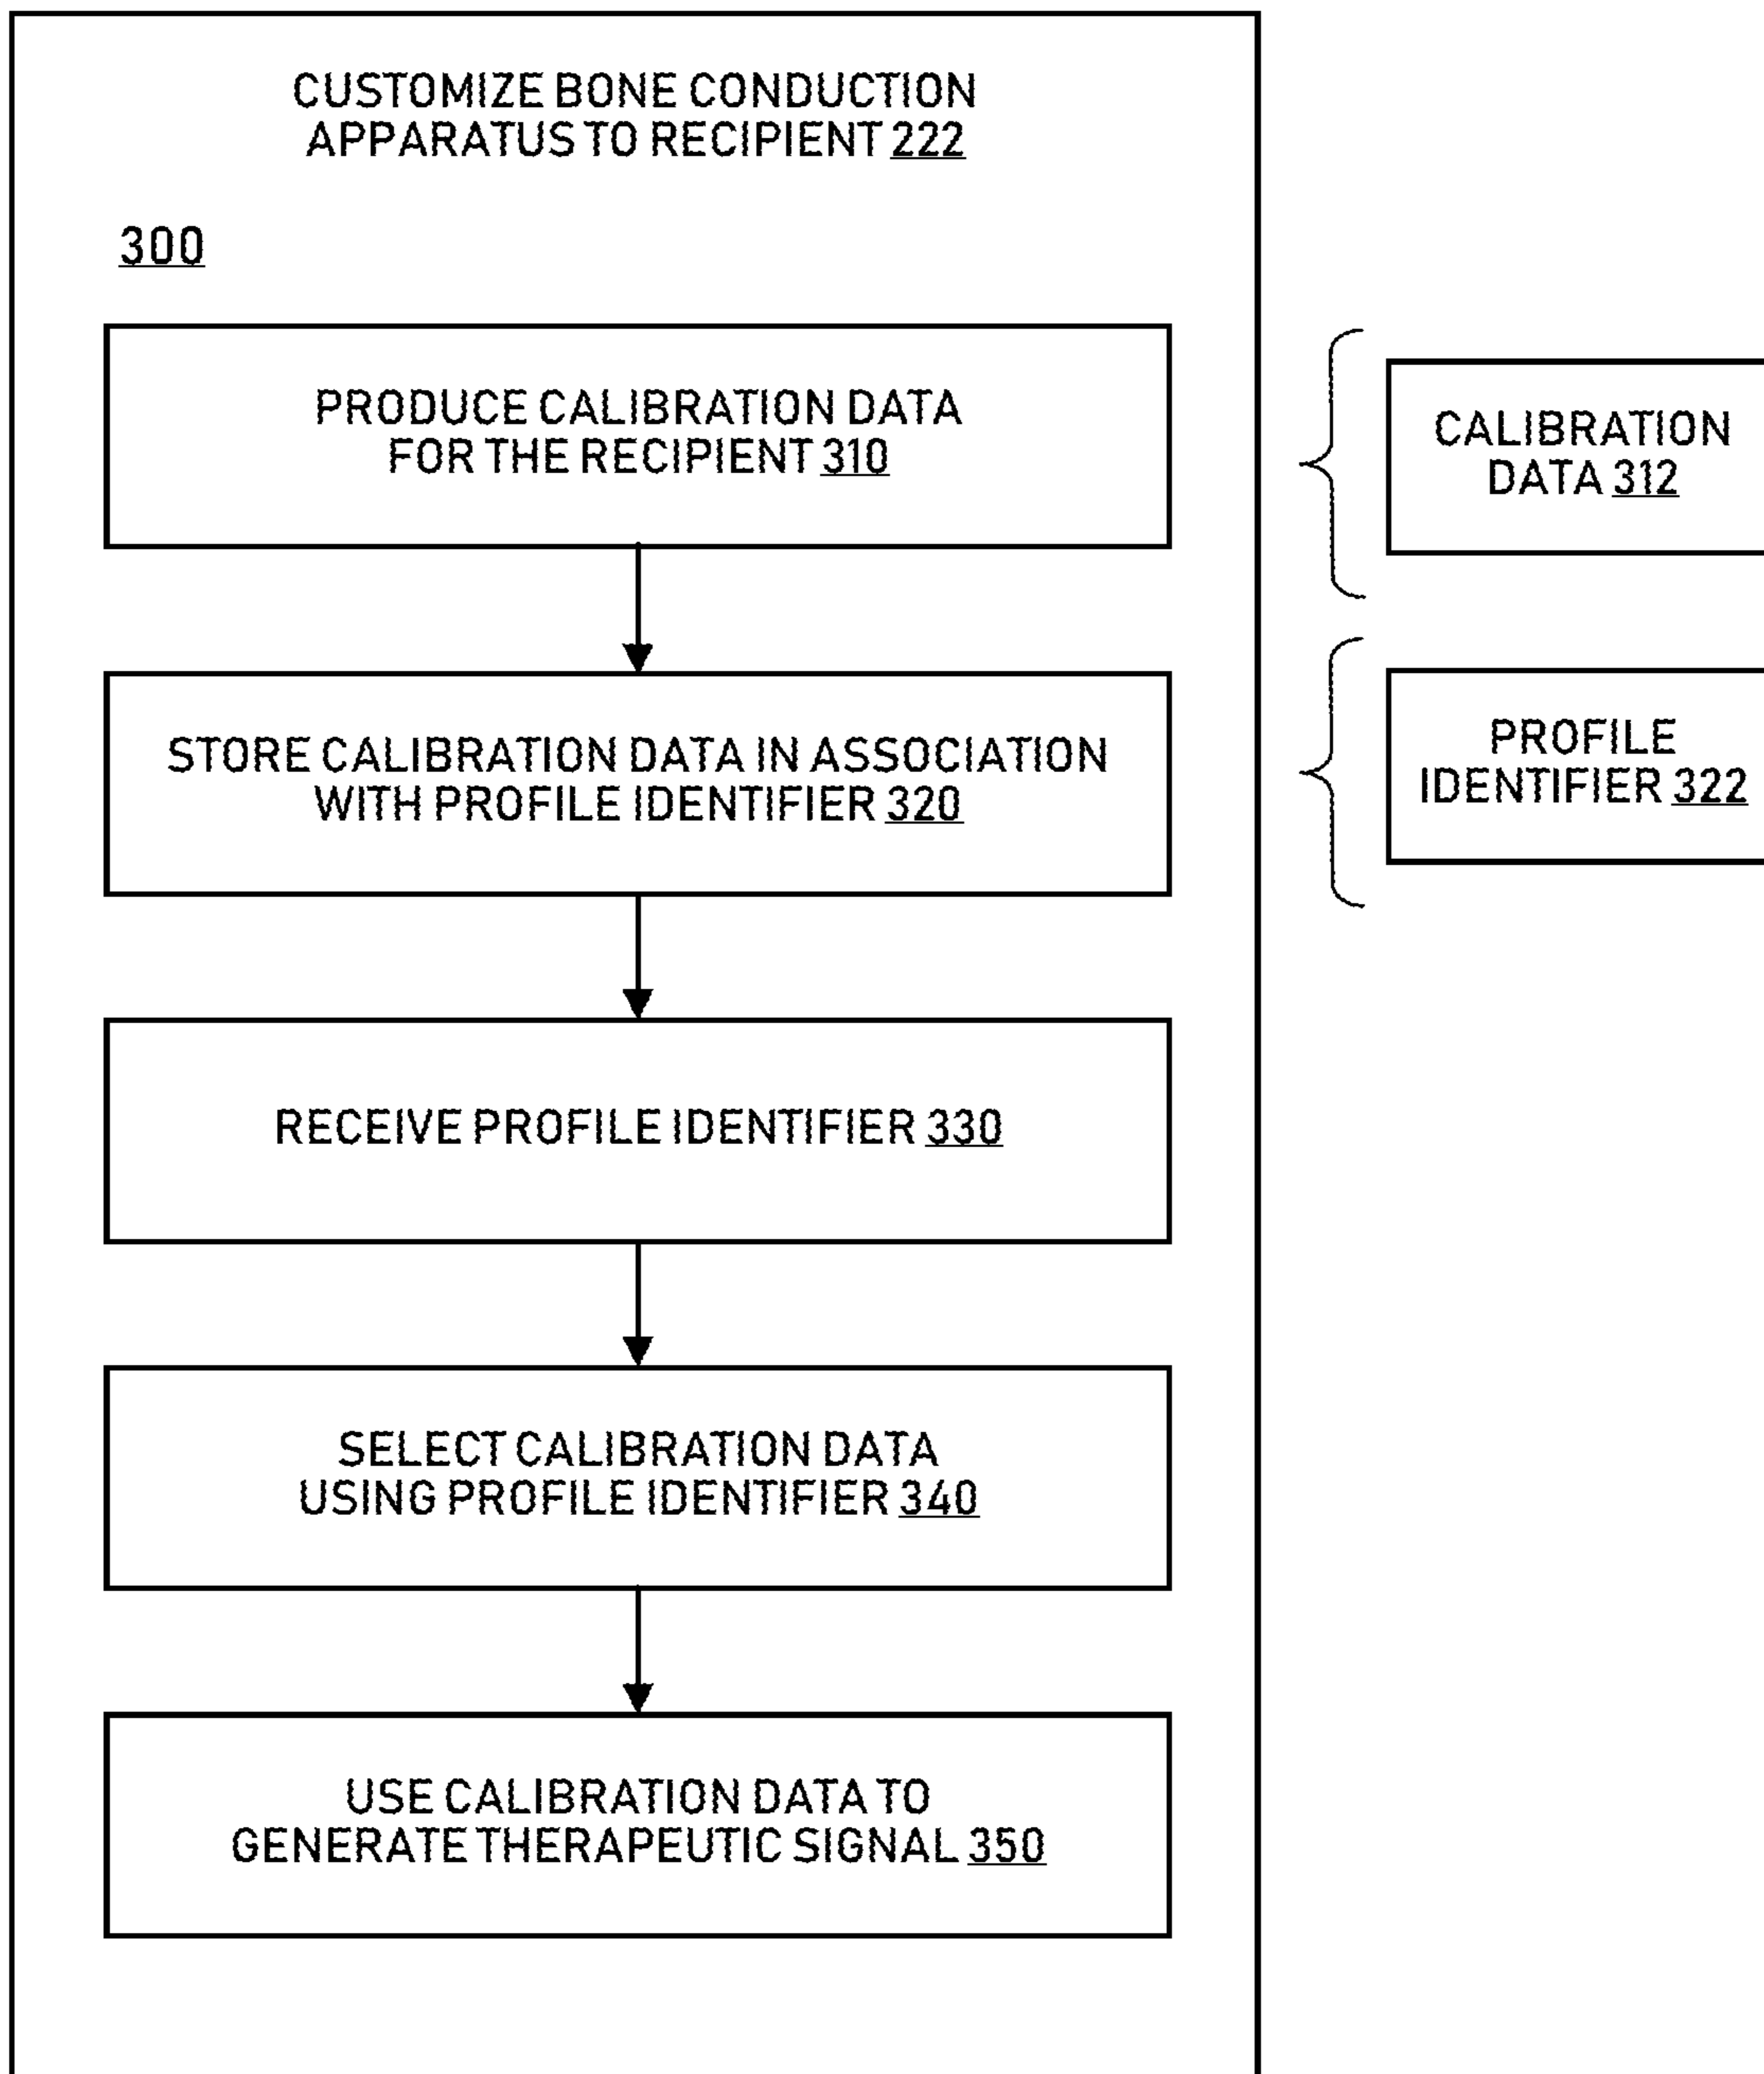 CUSTOMIZE BONE CONDUCTION
APPARATUS TO RECIPIENT 222
300
PRODUCE CALIBRATION DATA
FOR THE RECIPIENT 310
CALIBRATION
DATA 312
STORE CALIBRATION DATA IN ASSOCIATION
WITH PROFILE IDENTIFIER 320
PROFILE
IDENTIFIER 322
RECEIVE PROFILE IDENTIFIER 330
SELECT CALIBRATION DATA
USING PROFILE IDENTIFIER 340
USE CALIBRATION DATA TO
GENERATE THERAPEUTIC SIGNAL 350